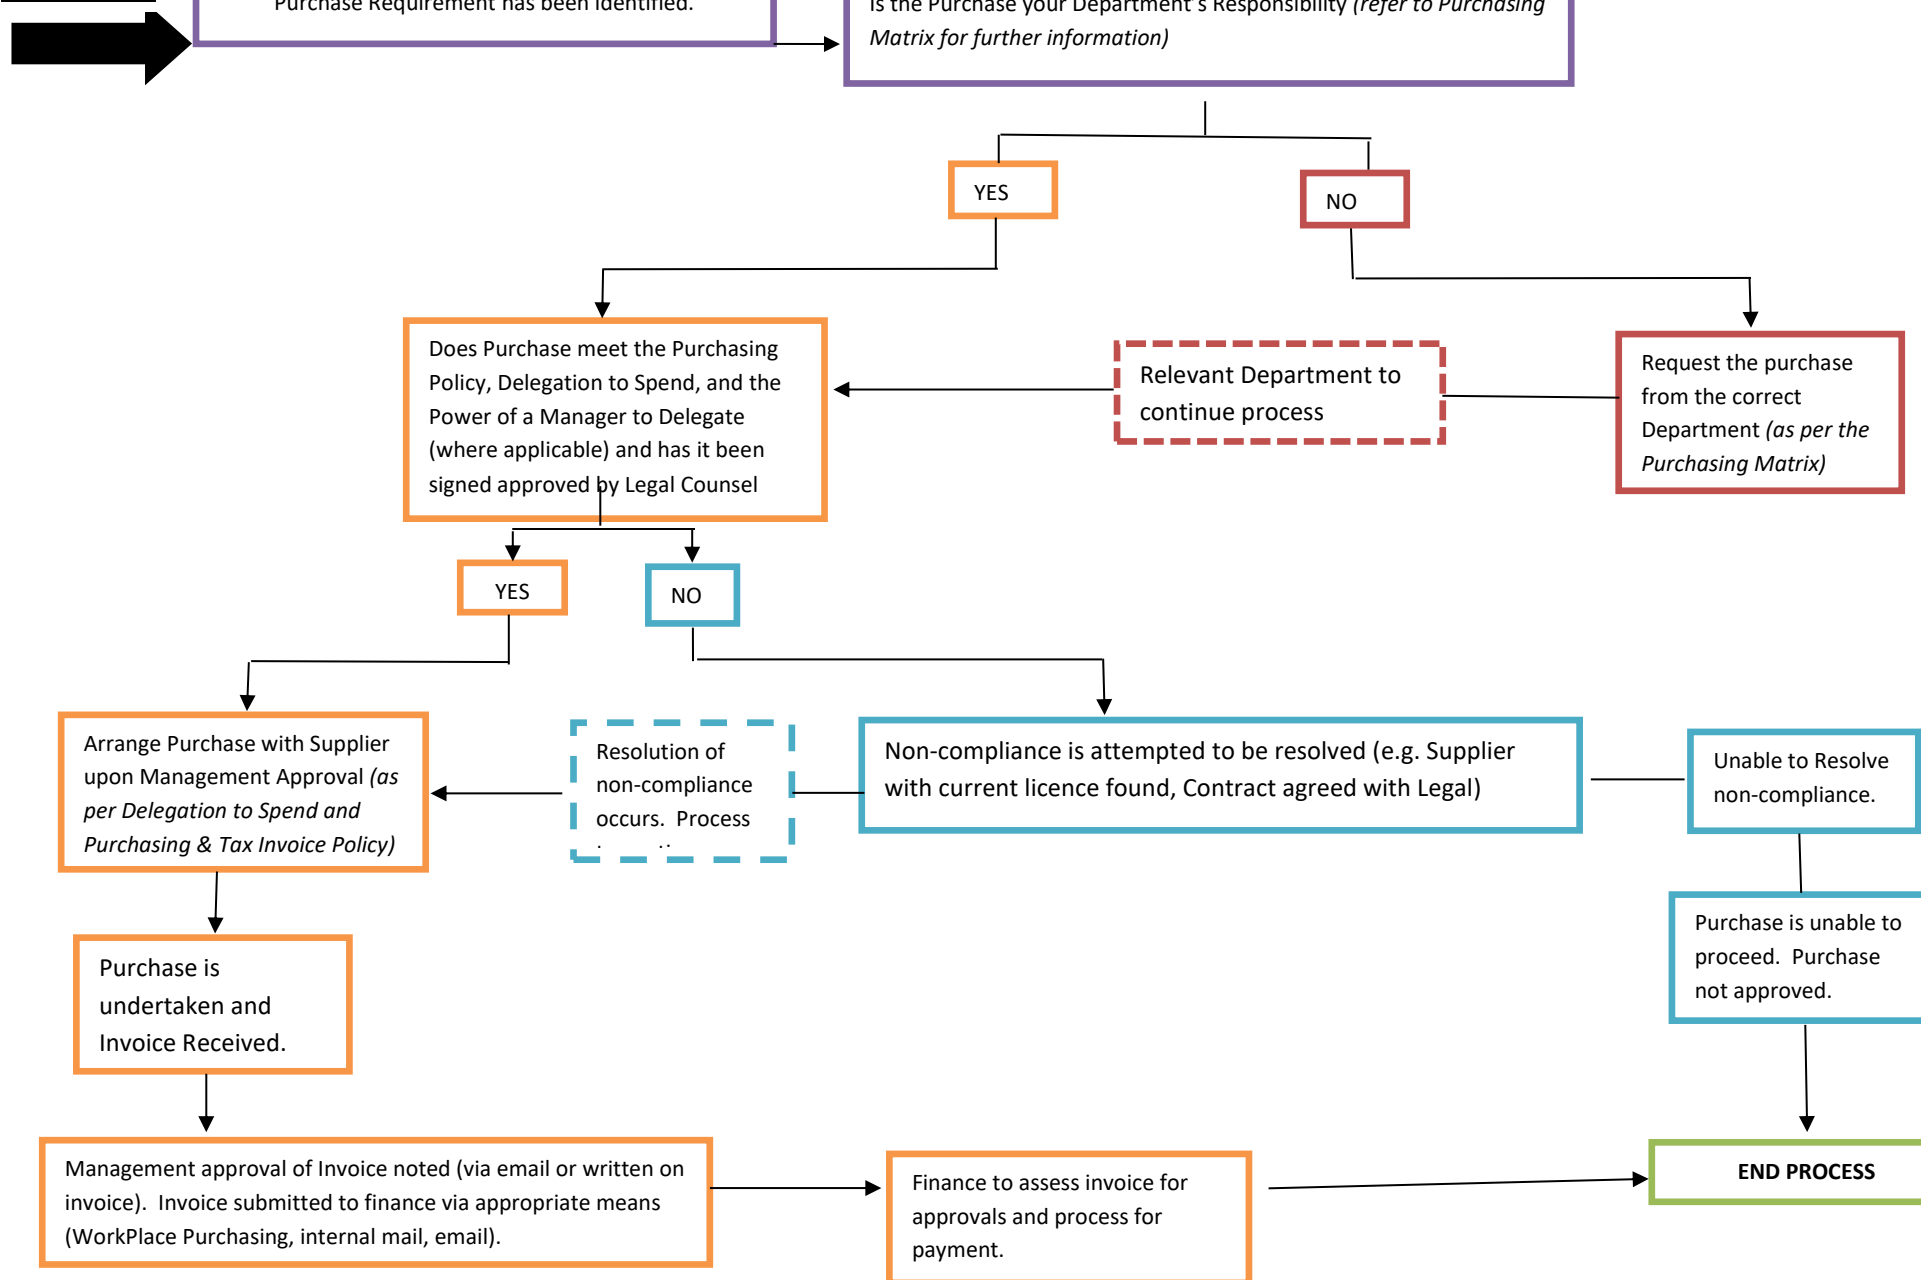 Purchase Requirement has been identified.
Is the Purchase your Department's Responsibility (refer to Purchasing
Matrix for further information)
YES
NO
Does Purchase meet the Purchasing
Policy, Delegation to Spend, and the
Power of a Manager to Delegate
(where applicable) and has it been
signed approved by Legal Counsel
Relevant Department to
continue process
Request the purchase
from the correct
Department (as per the
Purchasing Matrix)
YES
NO
Arrange Purchase with Supplier
upon Management Approval (as
per Delegation to Spend and
Purchasing & Tax Invoice Policy)
Resolution of
non-compliance
occurs.  Process
Non-compliance is attempted to be resolved (e.g. Supplier
with current licence found, Contract agreed with Legal)
Unable to Resolve
non-compliance.
Purchase is
undertaken and
Invoice Received.
Purchase is unable to
proceed.  Purchase
not approved.
Management approval of Invoice noted (via email or written on
invoice).  Invoice submitted to finance via appropriate means
(WorkPlace Purchasing, internal mail, email).
Finance to assess invoice for
approvals and process for
payment.
END PROCESS